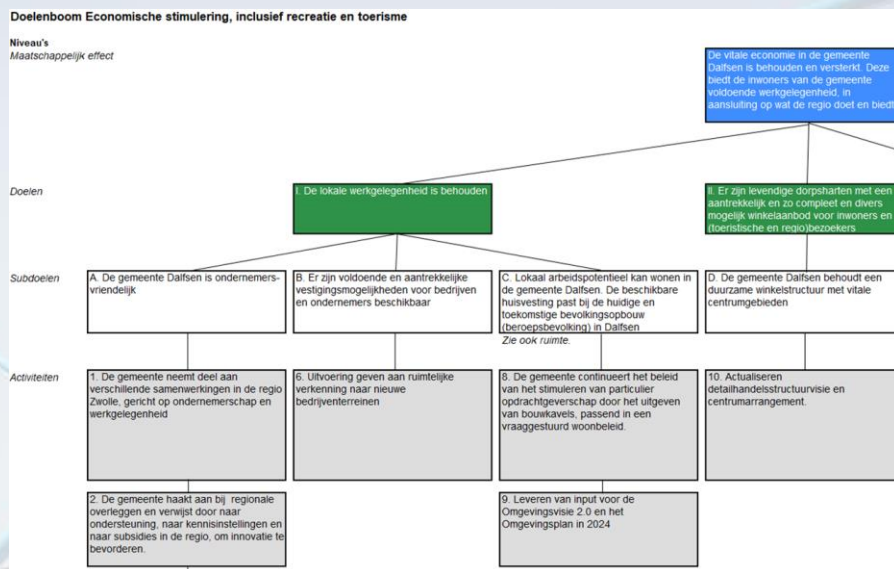 Doelenboom Economische stimulering, inclusief recreatie en toerisme
Niveau's
Maatschappelijk effect
De vitale economie in de gemeente
Dalfsen is behouden en versterkt. Deze
biedt de inwoners van de gemeente
voldoende werkgelegenheid, in
aansluiting op wat de regio doet en biedt
Doelen
I. De lokale werkgelegenheid is behouden
II. Er zijn levendige dorpsharten met een
aantrekkelijk en zo compleet en divers
mogelijk winkelaanbod voor inwoners en
(toeristische en regio)bezoekers
Subdoelen
A. De gemeente Dalfsen is ondernemers-
vriendelijk
B. Er zijn voldoende en aantrekkelijke
vestigingsmogelijkheden voor bedrijven
en ondernemers beschikbaar
C. Lokaal arbeidspotentieel kan wonen in
de gemeente Dalfsen. De beschikbare
huisvesting past bij de huidige en
toekomstige bevolkingsopbouw
(beroepsbevolking) in Dalfsen
Zie ook ruimte.
D. De gemeente Dalfsen behoudt een
duurzame winkelstructuur met vitale
centrumgebieden
Activiteiten
1. De gemeente neemt deel aan
verschillende samenwerkingen in de regio
Zwolle, gericht op ondernemerschap en
werkgelegenheid
6. Uitvoering geven aan ruimtelijke
verkenning naar nieuwe
bedrijventerreinen
8. De gemeente continueert het beleid
van het stimuleren van particulier
opdrachtgeverschap door het uitgeven
van bouwkavels, passend in een
vraaggestuurd woonbeleid.
10. Actualiseren
detailhandelsstructuurvisie en
centrumarrangement.
2. De gemeente haakt aan bij regionale
overleggen en verwijst door naar
ondersteuning, naar kennisinstellingen en
naar subsidies in de regio, om innovatie te
bevorderen.
9. Leveren van input voor de
Omgevingsvisie 2.0 en het
Omgevingsplan in 2024